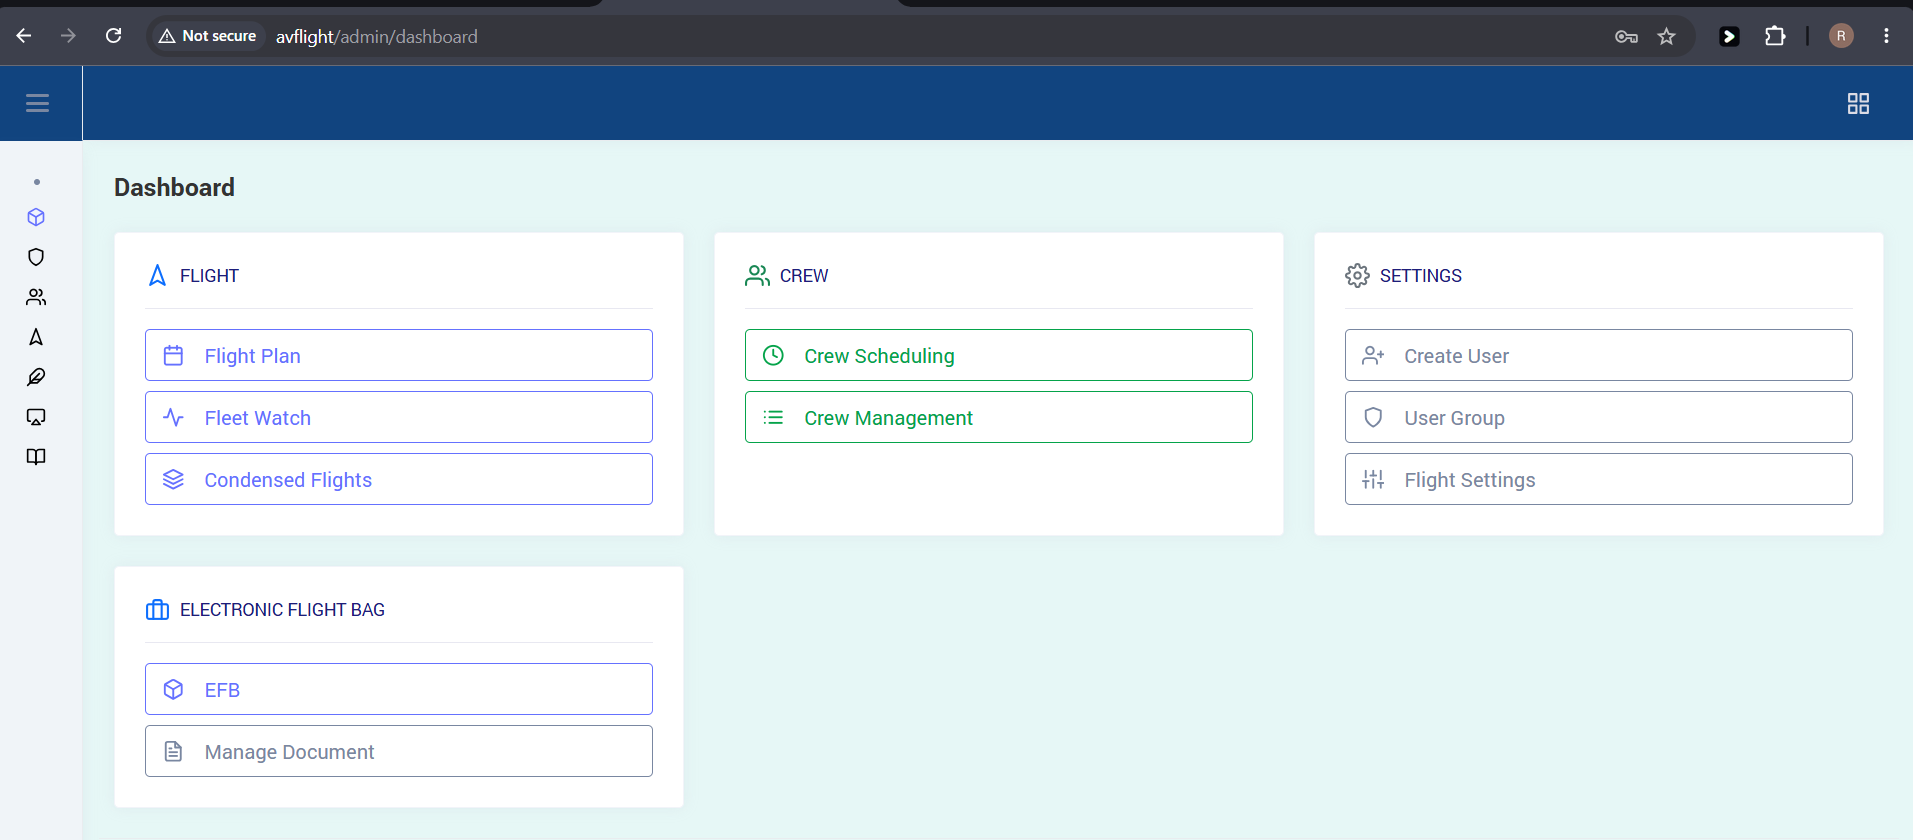 Not secure avflight/admin/dashboard R
Dashboard
FLIGHT
Flight Plan
Fleet Watch
Condensed Flights
CREW
Crew Scheduling
Crew Management
SETTINGS
Create User
User Group
Flight Settings
ELECTRONIC FLIGHT BAG
EFB
Manage Document